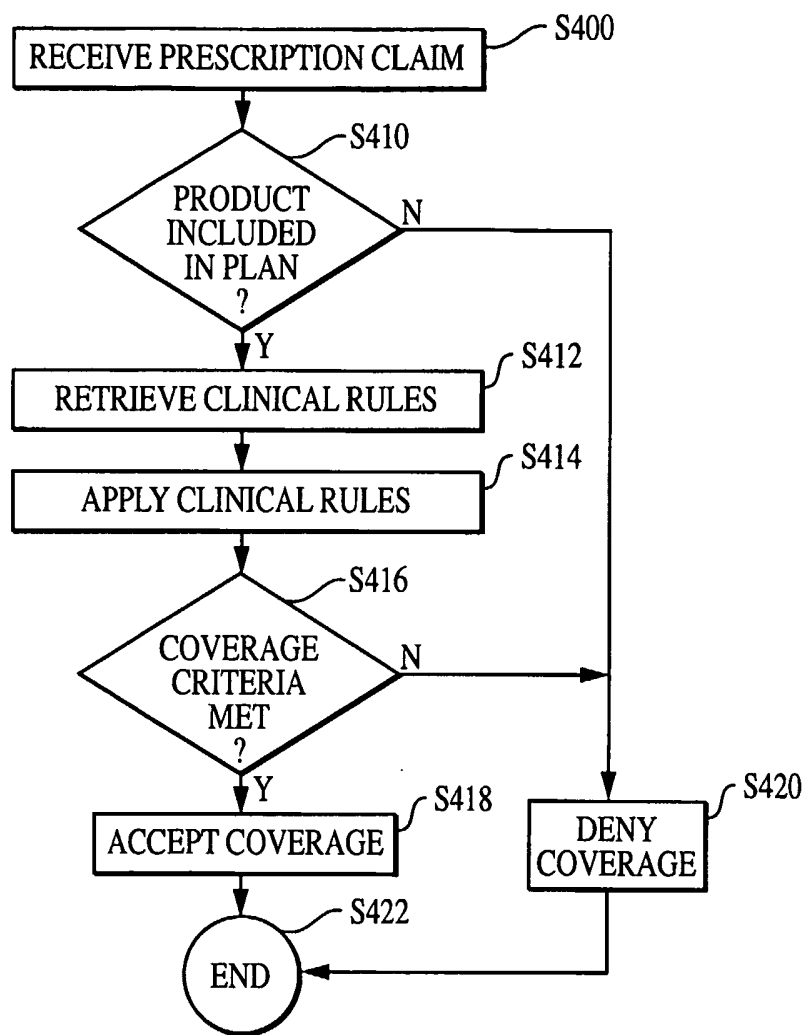 S400
RECEIVE PRESCRIPTION CLAIM
S410
PRODUCT
INCLUDED
IN PLAN
?
N
Y
S412
RETRIEVE CLINICAL RULES
S414
APPLY CLINICAL RULES
S416
COVERAGE
CRITERIA
MET
?
N
Y
S418
ACCEPT COVERAGE
S420
DENY
COVERAGE
S422
END